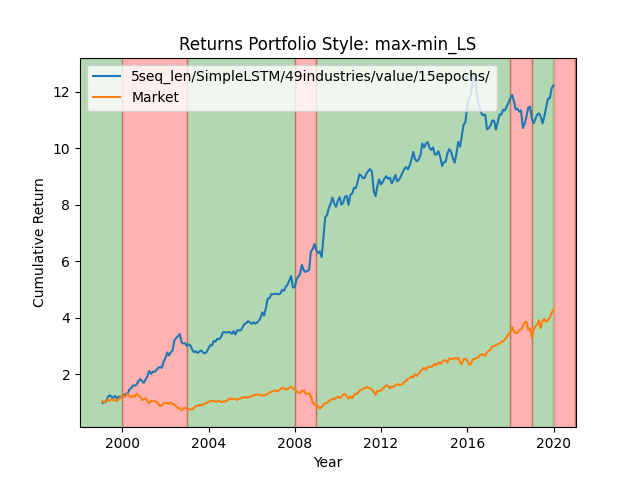 Returns Portfolio Style: max-min_LS
5seq_len/SimpleLSTM/49industries/value/15epochs/
Market
Cumulative Return
12
10
8
6
4
2
2000 2004 2008 2012 2016 2020
Year